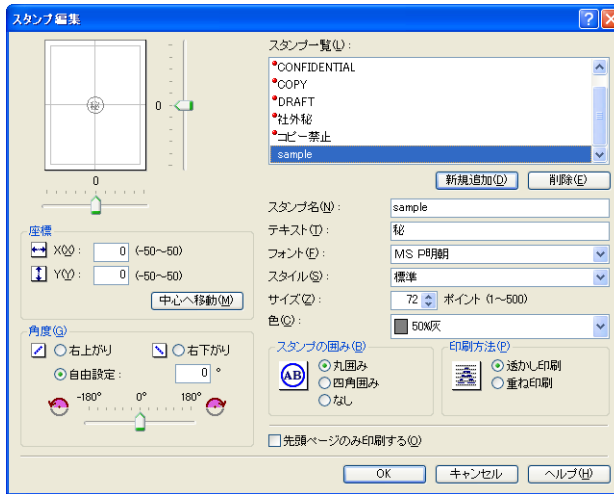 スタンプ編集
秘
0
0
座標
X(X): 0 (-50～50)
Y(Y): 0 (-50～50)
中心へ移動(M)
角度(G)
右上がり 右下がり
自由設定: 0 °
-180° 0° 180°
スタンプ一覧(L):
CONFIDENTIAL
COPY
DRAFT
社外秘
コピー禁止
sample
新規追加(D) 削除(E)
スタンプ名(N): sample
テキスト(T): 秘
フォント(F): MS P明朝
スタイル(S): 標準
サイズ(Z): 72 ポイント (1～500)
色(C): 50%灰
スタンプの囲み(B)
AB
丸囲み
四角囲み
なし
印刷方法(P)
透かし印刷
重ね印刷
先頭ページのみ印刷する(O)
OK キャンセル ヘルプ(H)